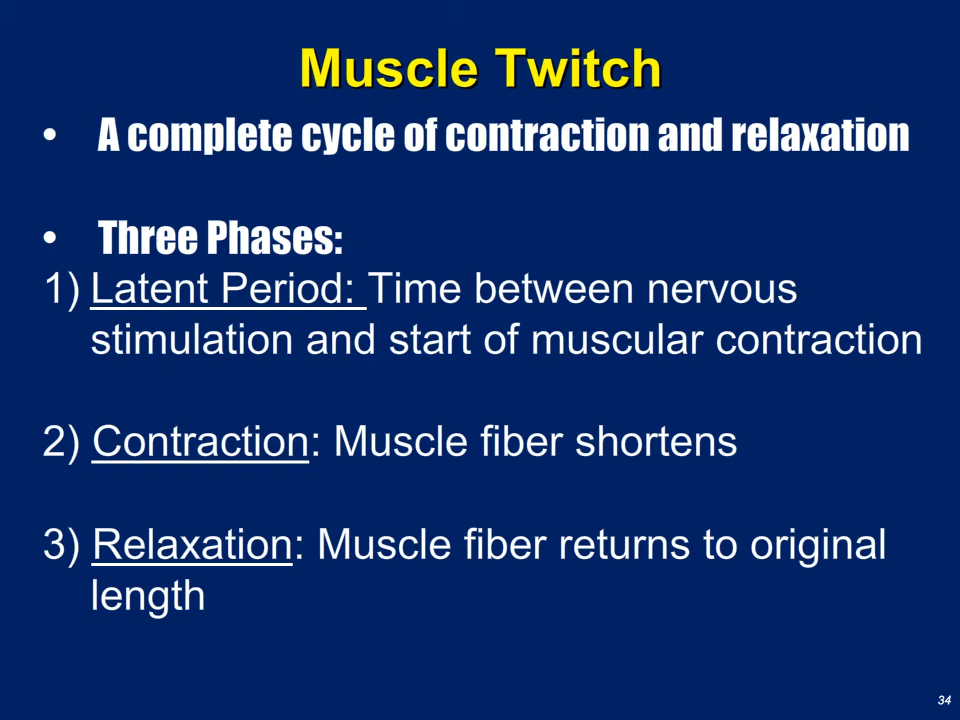 Muscle Twitch
• A complete cycle of contraction and relaxation
• Three Phases:
1) Latent Period: Time between nervous
stimulation and start of muscular contraction
2) Contraction: Muscle fiber shortens
3) Relaxation: Muscle fiber returns to original
length
34